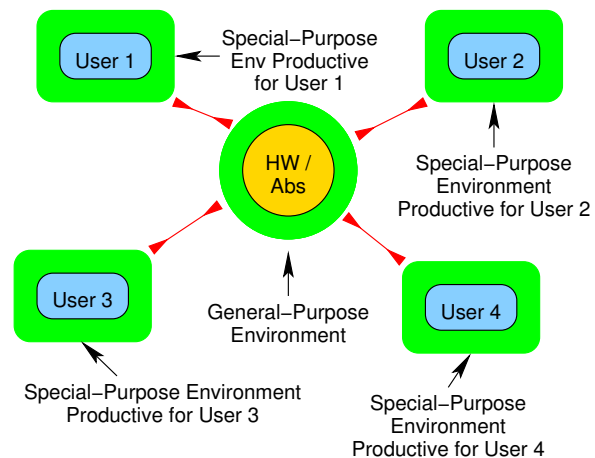 User 1
Special−Purpose
Env Productive
for User 1
User 2
HW /
Abs
Special−Purpose
Environment
Productive for User 2
User 3
General−Purpose
Environment
User 4
Special−Purpose Environment
Productive for User 3
Special−Purpose
Environment
Productive for User 4